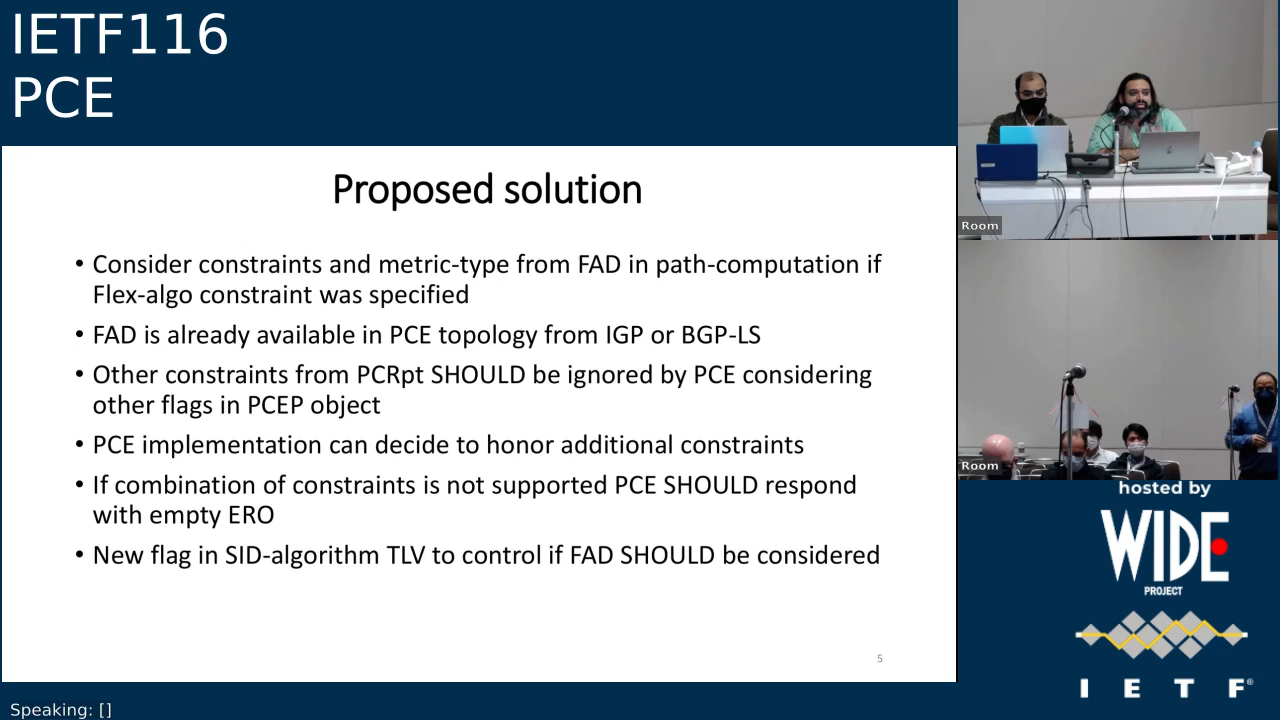 IETF116
PCE
Proposed solution
• Consider constraints and metric-type from FAD in path-computation if
Flex-algo constraint was specified
• FAD is already available in PCE topology from IGP or BGP-LS
• Other constraints from PCRpt SHOULD be ignored by PCE considering
other flags in PCEP object
• PCE implementation can decide to honor additional constraints
• If combination of constraints is not supported PCE SHOULD respond
with empty ERO
• New flag in SID-algorithm TLV to control if FAD SHOULD be considered
5
Room
Room
hosted by
WIDE
PROJECT
I E T F®
Speaking: []